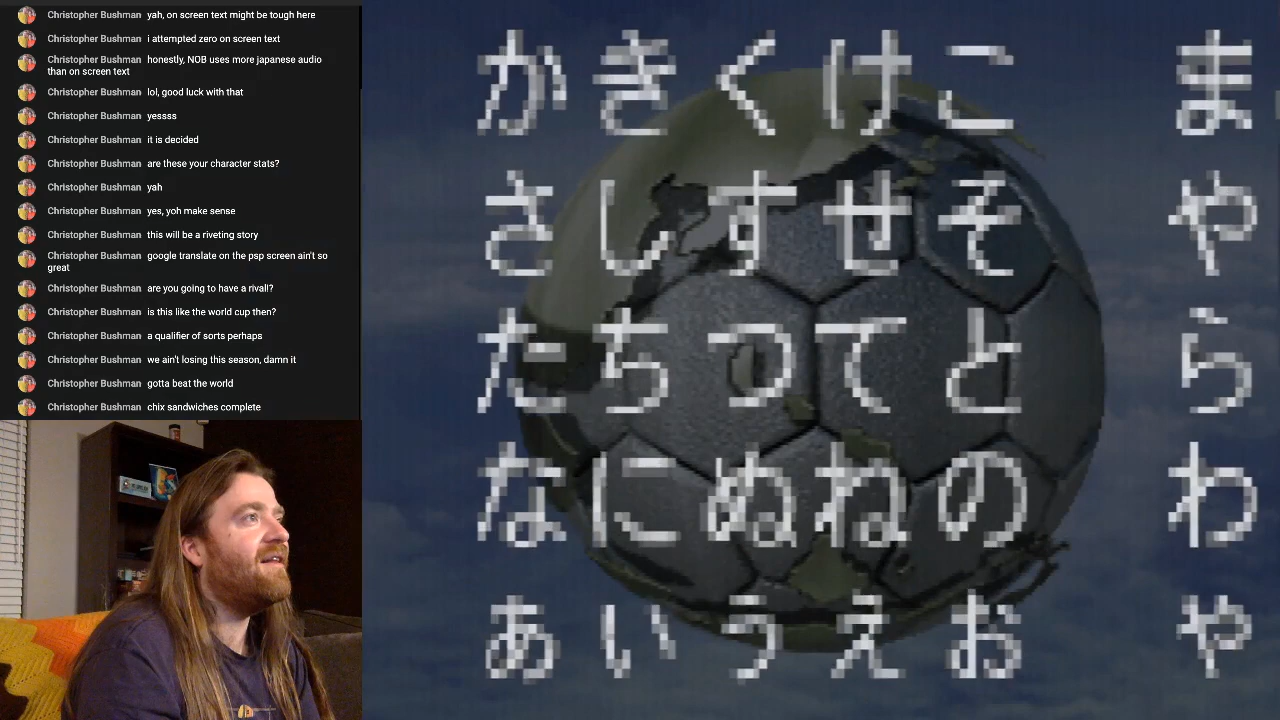 Christopher Bushman yah, on screen text might be tough here
Christopher Bushman i attempted zero on screen text
Christopher Bushman honestly, NOB uses more japanese audio
than on screen text
Christopher Bushman lol, good luck with that
Christopher Bushman yessss
Christopher Bushman it is decided
Christopher Bushman are these your character stats?
Christopher Bushman yah
Christopher Bushman yes, yoh make sense
Christopher Bushman this will be a riveting story
Christopher Bushman google translate on the psp screen ain't so
great
Christopher Bushman are you going to have a rival!?
Christopher Bushman is this like the world cup then?
Christopher Bushman a qualifier of sorts perhaps
Christopher Bushman we ain't losing this season, damn it
Christopher Bushman gotta beat the world
Christopher Bushman chix sandwiches complete
かきくけこ ま
さしすせそ や
たちつてと ら
なにぬねの わ
あいうえお や